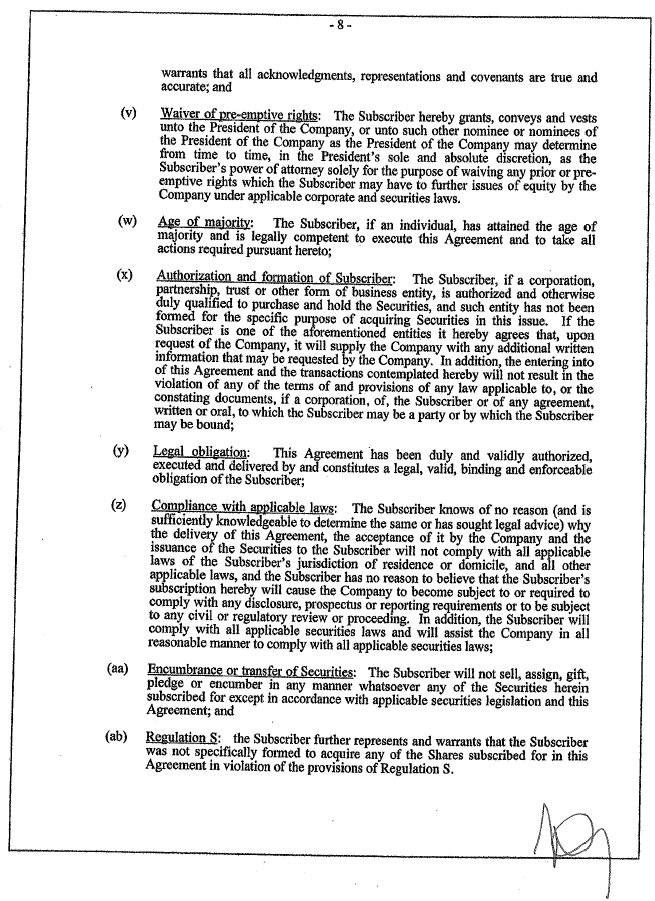 - 8 -
warrants that all acknowledgments, representations and covenants are true and
accurate; and
(v) Waiver of pre-emptive rights: The Subscriber hereby grants, conveys and vests
unto the President of the Company, or unto such other nominee or nominees of
the President of the Company as the President of the Company may determine
from time to time, in the President's sole and absolute discretion, as the
Subscriber's power of attorney solely for the purpose of waiving any prior or pre-
emptive rights which the Subscriber may have to further issues of equity by the
Company under applicable corporate and securities laws.
(w) Age of majority: The Subscriber, if an individual, has attained the age of
majority and is legally competent to execute this Agreement and to take all
actions required pursuant hereto;
(x) Authorization and formation of Subscriber: The Subscriber, if a corporation,
partnership, trust or other form of business entity, is authorized and otherwise
duly qualified to purchase and hold the Securities, and such entity has not been
formed for the specific purpose of acquiring Securities in this issue. If the
Subscriber is one of the aforementioned entities it hereby agrees that, upon
request of the Company, it will supply the Company with any additional written
information that may be requested by the Company. In addition, the entering into
of this Agreement and the transactions contemplated hereby will not result in the
violation of any of the terms of and provisions of any law applicable to, or the
constating documents, if a corporation, of, the Subscriber or of any agreement,
written or oral, to which the Subscriber may be a party or by which the Subscriber
may be bound;
(y) Legal obligation: This Agreement has been duly and validly authorized,
executed and delivered by and constitutes a legal, valid, binding and enforceable
obligation of the Subscriber;
(z) Compliance with applicable laws: The Subscriber knows of no reason (and is
sufficiently knowledgeable to determine the same or has sought legal advice) why
the delivery of this Agreement, the acceptance of it by the Company and the
issuance of the Securities to the Subscriber will not comply with all applicable
laws of the Subscriber's jurisdiction of residence or domicile, and all other
applicable laws, and the Subscriber has no reason to believe that the Subscriber's
subscription hereby will cause the Company to become subject to or required to
comply with any disclosure, prospectus or reporting requirements or to be subject
to any civil or regulatory review or proceeding. In addition, the Subscriber will
comply with all applicable securities laws and will assist the Company in all
reasonable manner to comply with all applicable securities laws;
(aa) Encumbrance or transfer of Securities: The Subscriber will not sell, assign, gift,
pledge or encumber in any manner whatsoever any of the Securities herein
subscribed for except in accordance with applicable securities legislation and this
Agreement; and
(ab) Regulation S: the Subscriber further represents and warrants that the Subscriber
was not specifically formed to acquire any of the Shares subscribed for in this
Agreement in violation of the provisions of Regulation S.